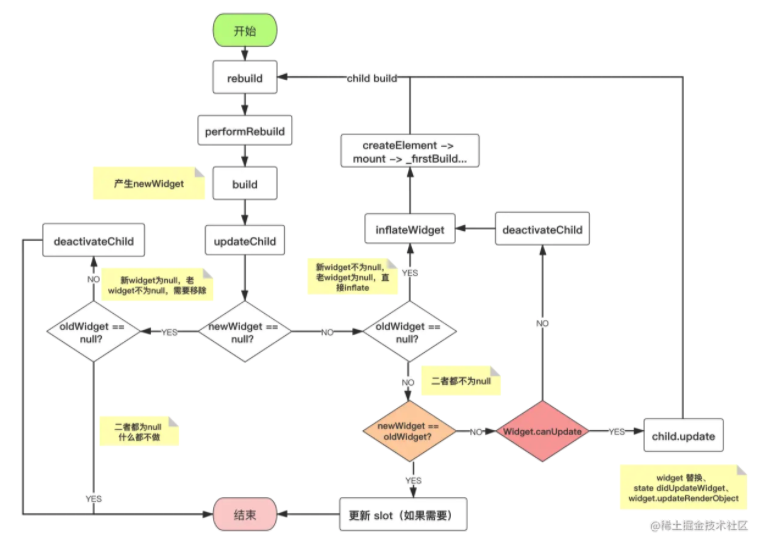 开始
rebuild
child build
performRebuild
createElement ->
mount -> _firstBuild...
产生newWidget
build
deactivateChild
updateChild
inflateWidget
deactivateChild
NO
新widget为null，老
widget不为null，需要移除
新widget不为null，
老widget为null，直
接inflate
YES
oldWidget ==
null?
YES
newWidget ==
null?
NO
oldWidget ==
null?
NO
NO
二者都不为null
二者都为null
什么都不做
newWidget ==
oldWidget?
NO
Widget.canUpdate
YES
child.update
YES
YES
widget 替换、
state didUpdateWidget、
widget.updateRenderObject
结束
更新 slot（如果需要）
@稀土掘金技术社区